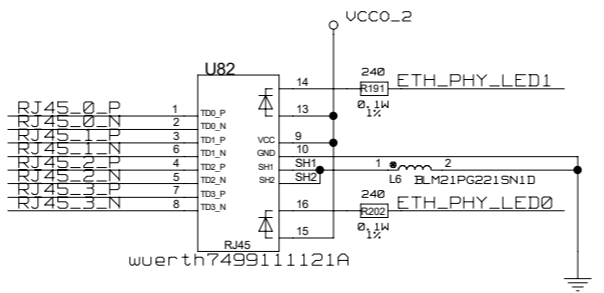 VCCO_2
U82
14 240 R191 0.1W 1% ETH_PHY_LED1
13
RJ45_0_P 1 TD0_P
RJ45_0_N 2 TD0_N
RJ45_1_P 3 TD1_P
RJ45_1_N 6 TD1_N
RJ45_2_P 4 TD2_P
RJ45_2_N 5 TD2_N
RJ45_3_P 7 TD3_P
RJ45_3_N 8 TD3_N
VCC 9
GND 10
SH1 SH1
SH2 SH2
1 L6 2 BLM21PG221SN1D
16 240 R202 0.1W 1% ETH_PHY_LED0
15
RJ45
wuerth7499111121A